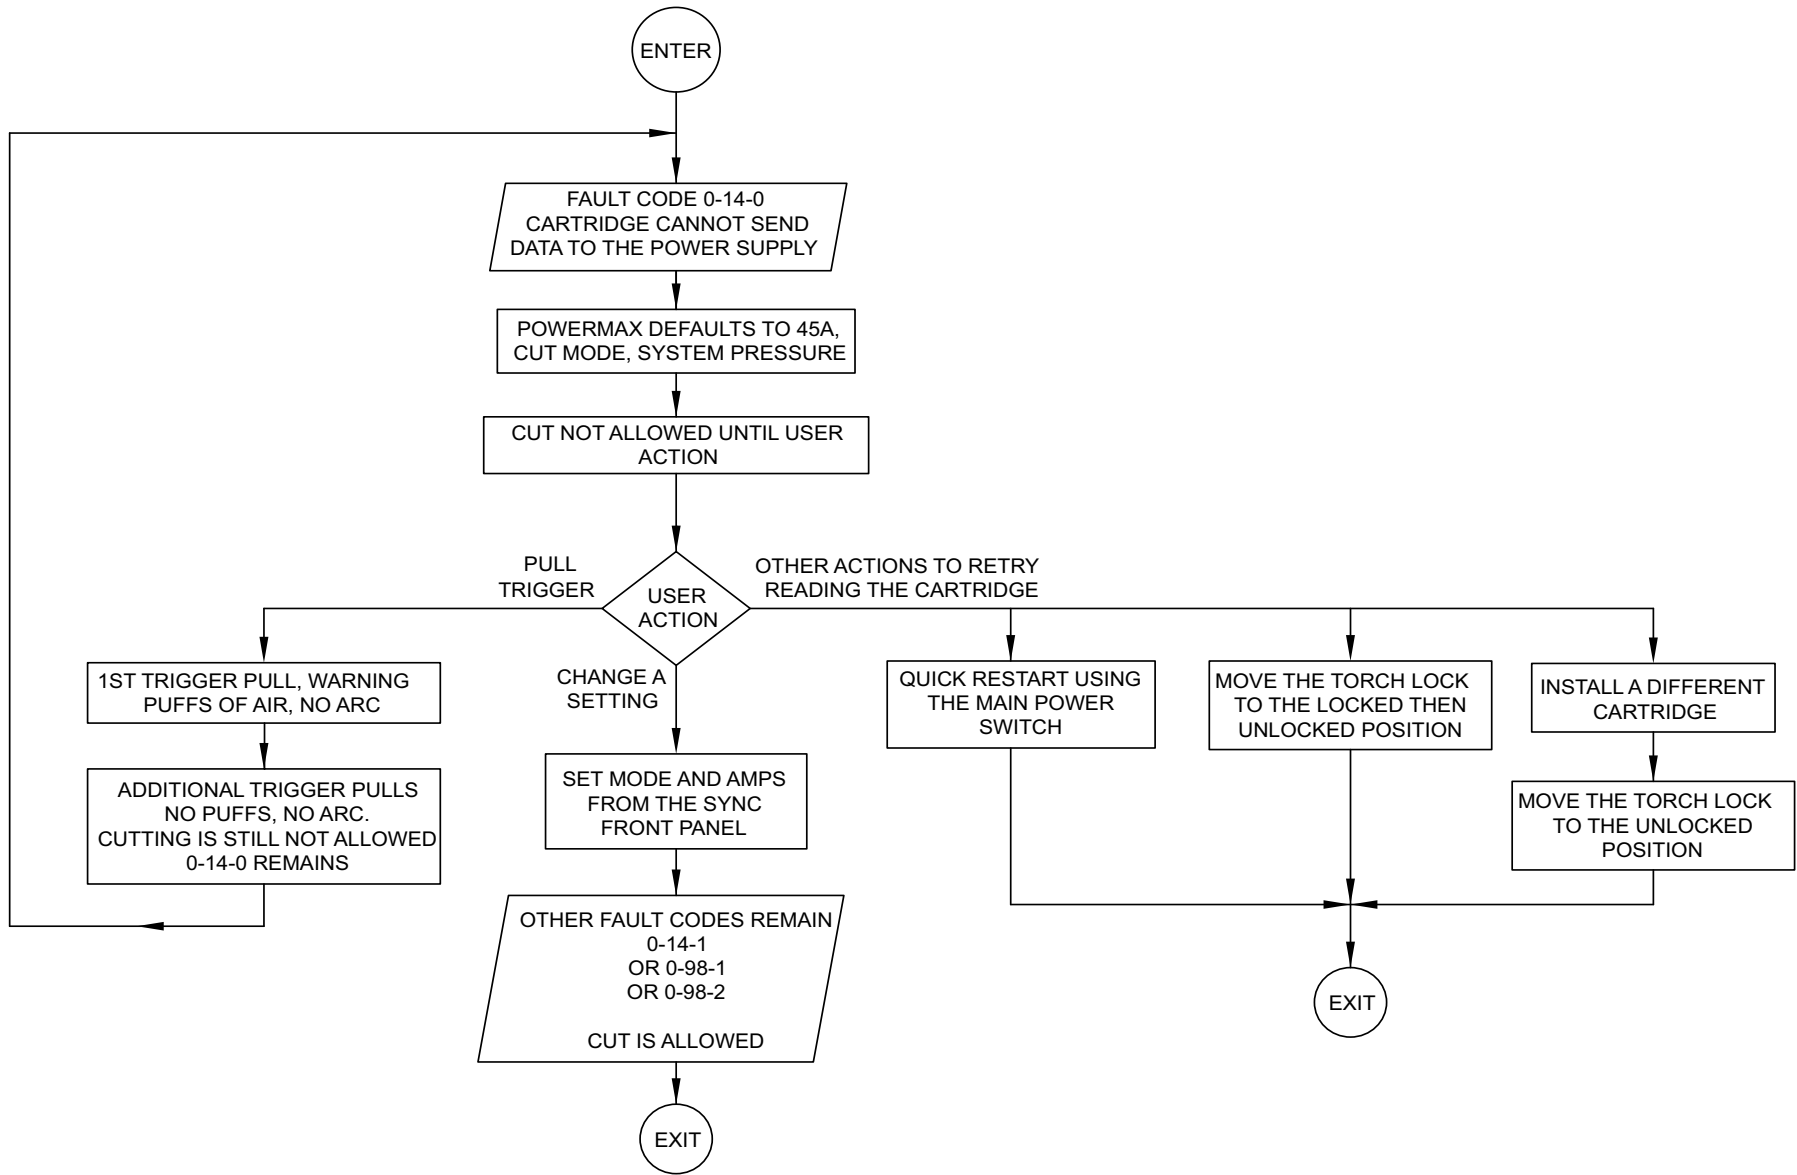 ENTER
FAULT CODE 0-14-0
CARTRIDGE CANNOT SEND
DATA TO THE POWER SUPPLY
POWERMAX DEFAULTS TO 45A,
CUT MODE, SYSTEM PRESSURE
CUT NOT ALLOWED UNTIL USER
ACTION
USER
ACTION
PULL
TRIGGER
1ST TRIGGER PULL, WARNING
PUFFS OF AIR, NO ARC
ADDITIONAL TRIGGER PULLS
NO PUFFS, NO ARC.
CUTTING IS STILL NOT ALLOWED
0-14-0 REMAINS
CHANGE A
SETTING
SET MODE AND AMPS
FROM THE SYNC
FRONT PANEL
OTHER FAULT CODES REMAIN
0-14-1
OR 0-98-1
OR 0-98-2
CUT IS ALLOWED
EXIT
OTHER ACTIONS TO RETRY
READING THE CARTRIDGE
QUICK RESTART USING
THE MAIN POWER
SWITCH
MOVE THE TORCH LOCK
TO THE LOCKED THEN
UNLOCKED POSITION
INSTALL A DIFFERENT
CARTRIDGE
MOVE THE TORCH LOCK
TO THE UNLOCKED
POSITION
EXIT